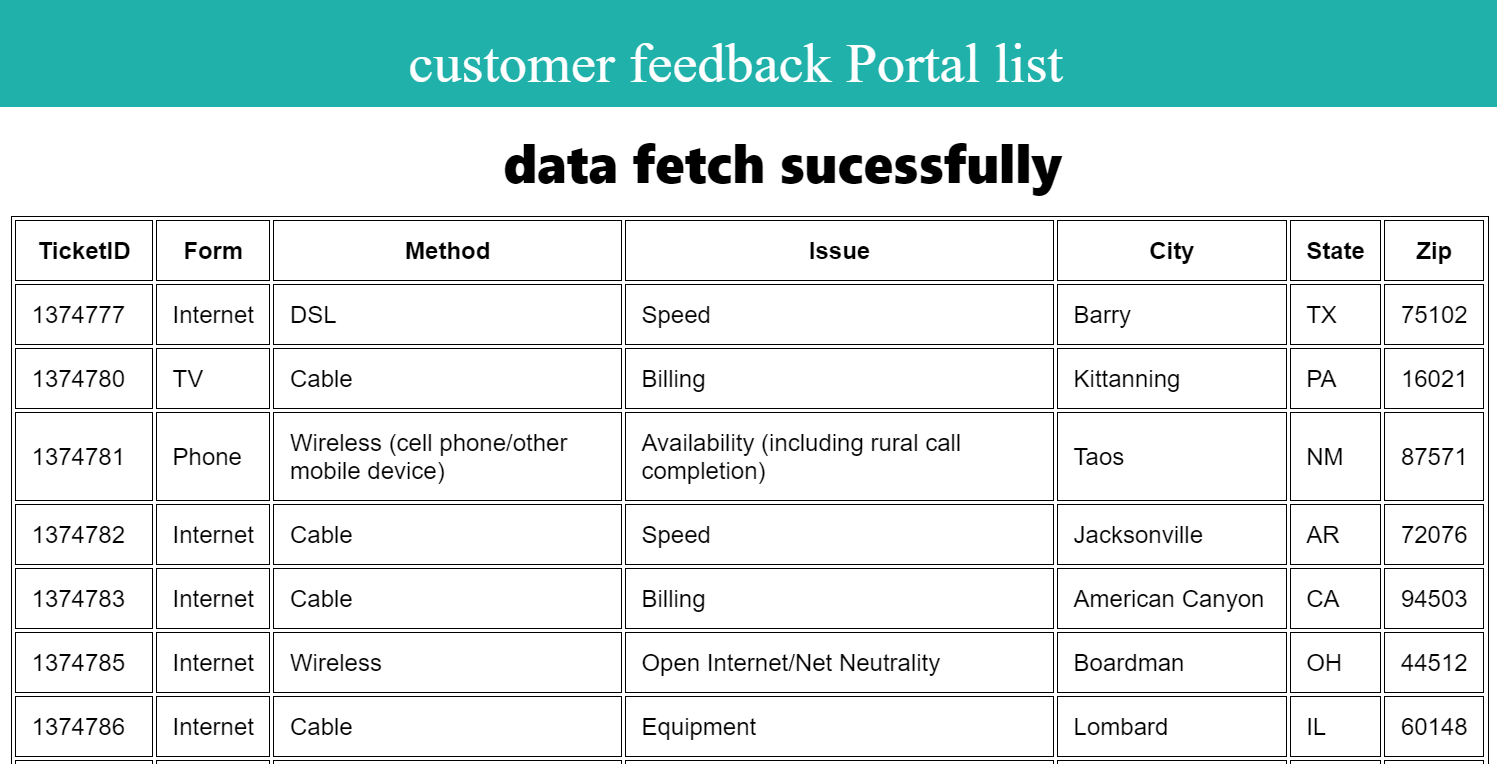 customer feedback Portal list
data fetch sucessfully
TicketID Form Method Issue City State Zip
1374777 Internet DSL Speed Barry TX 75102
1374780 TV Cable Billing Kittanning PA 16021
1374781 Phone Wireless (cell phone/other mobile device) Availability (including rural call completion) Taos NM 87571
1374782 Internet Cable Speed Jacksonville AR 72076
1374783 Internet Cable Billing American Canyon CA 94503
1374785 Internet Wireless Open Internet/Net Neutrality Boardman OH 44512
1374786 Internet Cable Equipment Lombard IL 60148